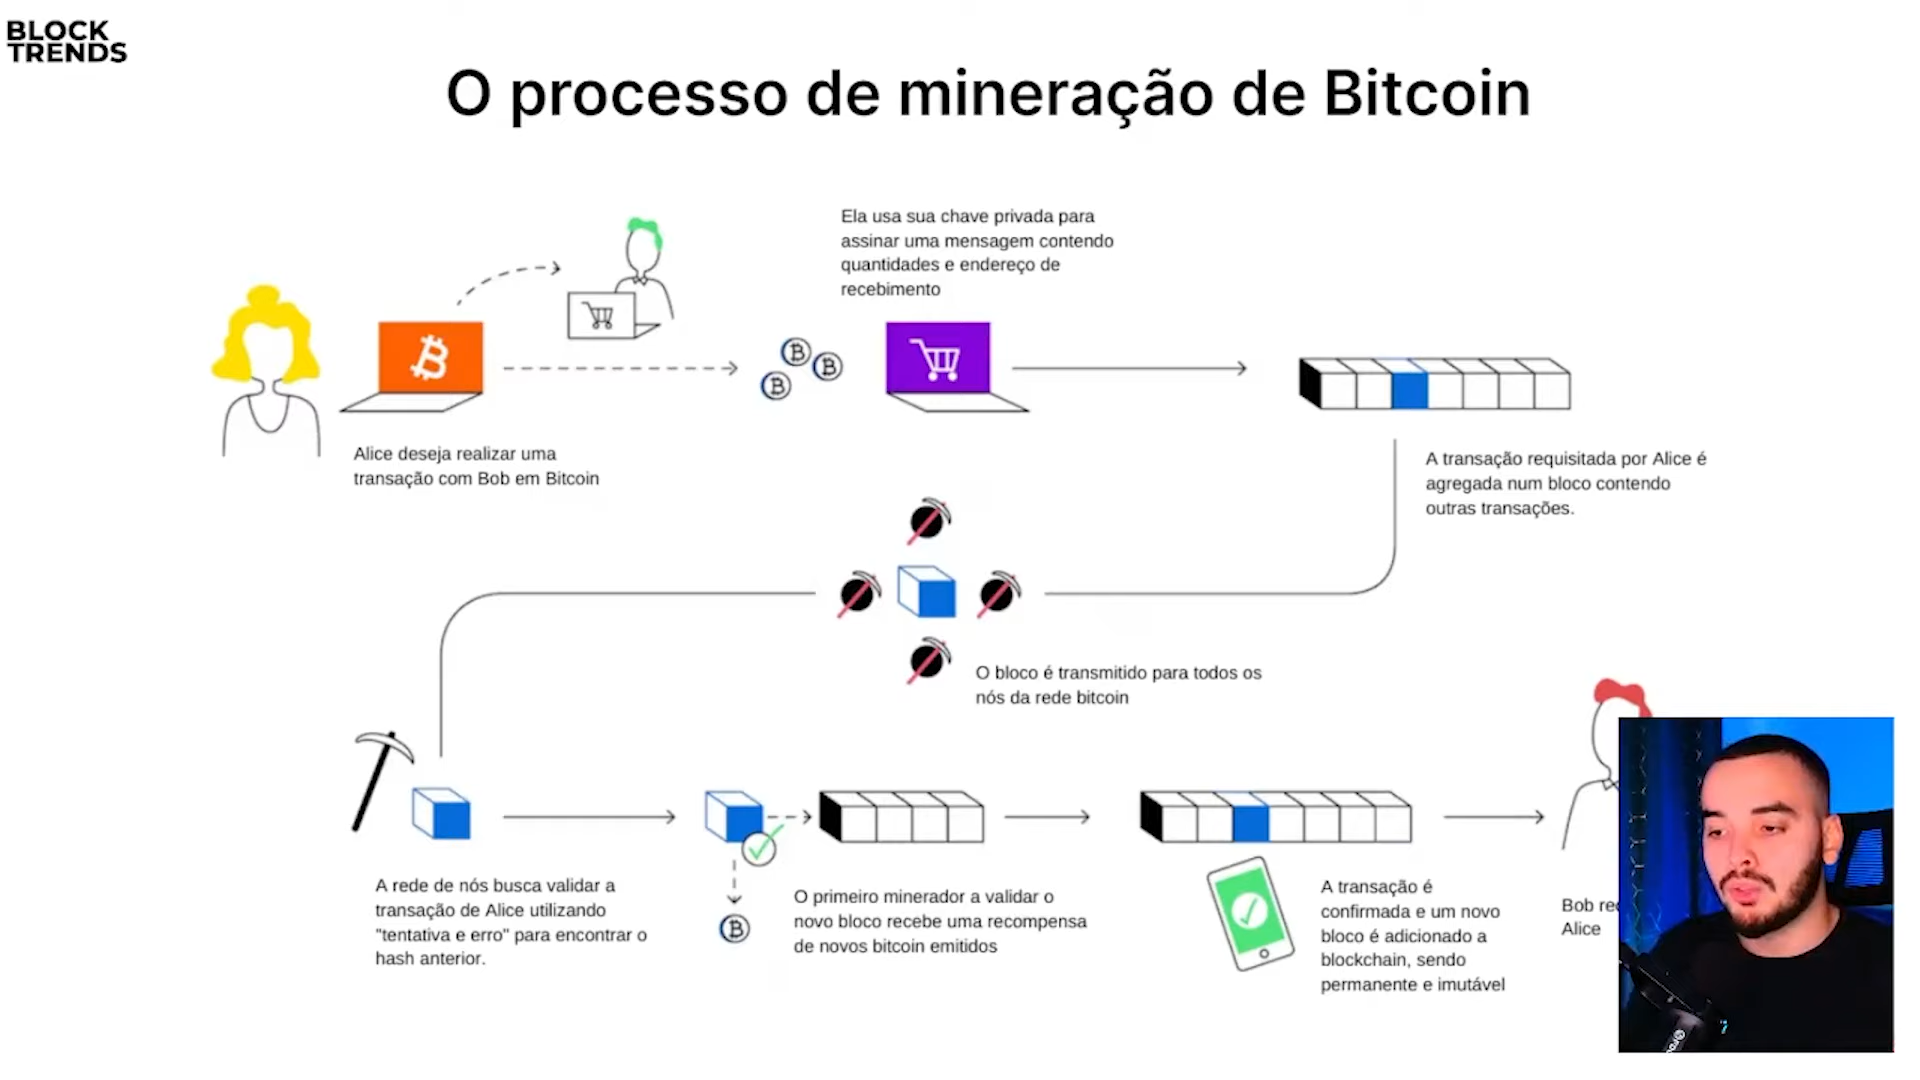 BLOCK
TRENDS
O processo de mineração de Bitcoin
Ela usa sua chave privada para
assinar uma mensagem contendo
quantidades e endereço de
recebimento
Alice deseja realizar uma
transação com Bob em Bitcoin
A transação requisitada por Alice é
agregada num bloco contendo
outras transações.
O bloco é transmitido para todos os
nós da rede bitcoin
A rede de nós busca validar a
transação de Alice utilizando
"tentativa e erro" para encontrar o
hash anterior.
O primeiro minerador a validar o
novo bloco recebe uma recompensa
de novos bitcoin emitidos
A transação é
confirmada e um novo
bloco é adicionado a
blockchain, sendo
permanente e imutável
Bob
Alice